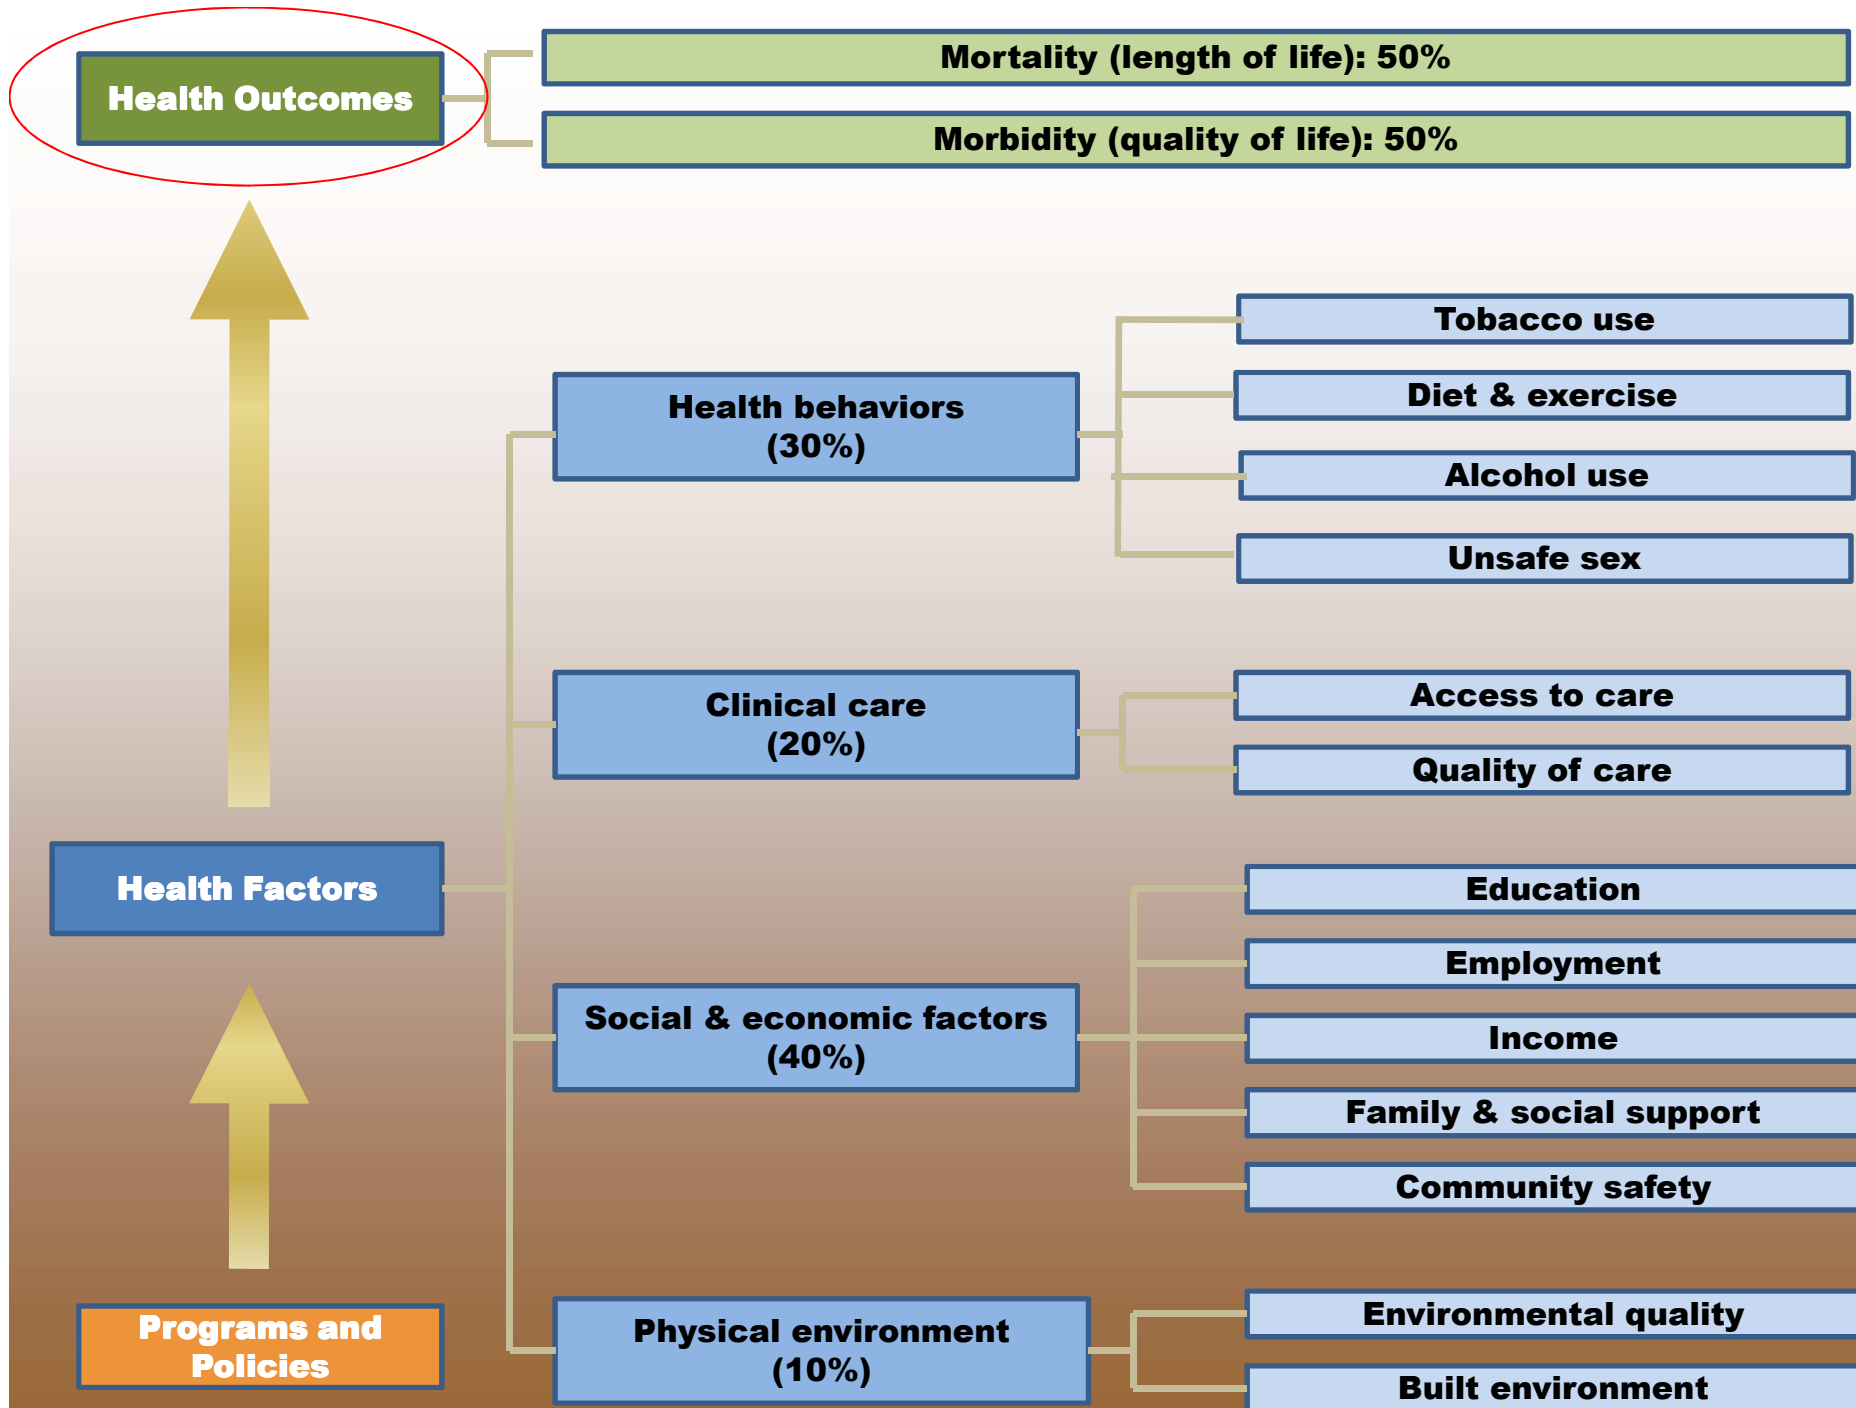 Health Outcomes
Mortality (length of life): 50%
Morbidity (quality of life): 50%
Health Factors
Programs and
Policies
Health behaviors
(30%)
Tobacco use
Diet & exercise
Alcohol use
Unsafe sex
Clinical care
(20%)
Access to care
Quality of care
Social & economic factors
(40%)
Education
Employment
Income
Family & social support
Community safety
Physical environment
(10%)
Environmental quality
Built environment